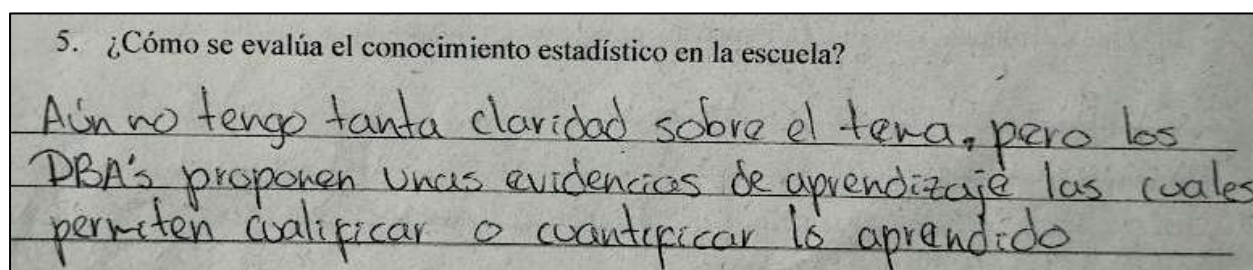 5. ¿Cómo se evalúa el conocimiento estadístico en la escuela?
Aún no tengo tanta claridad sobre el tema, pero los
DBA's proponen unas evidencias de aprendizaje las cuales
permiten cualificar o cuantificar lo aprendido